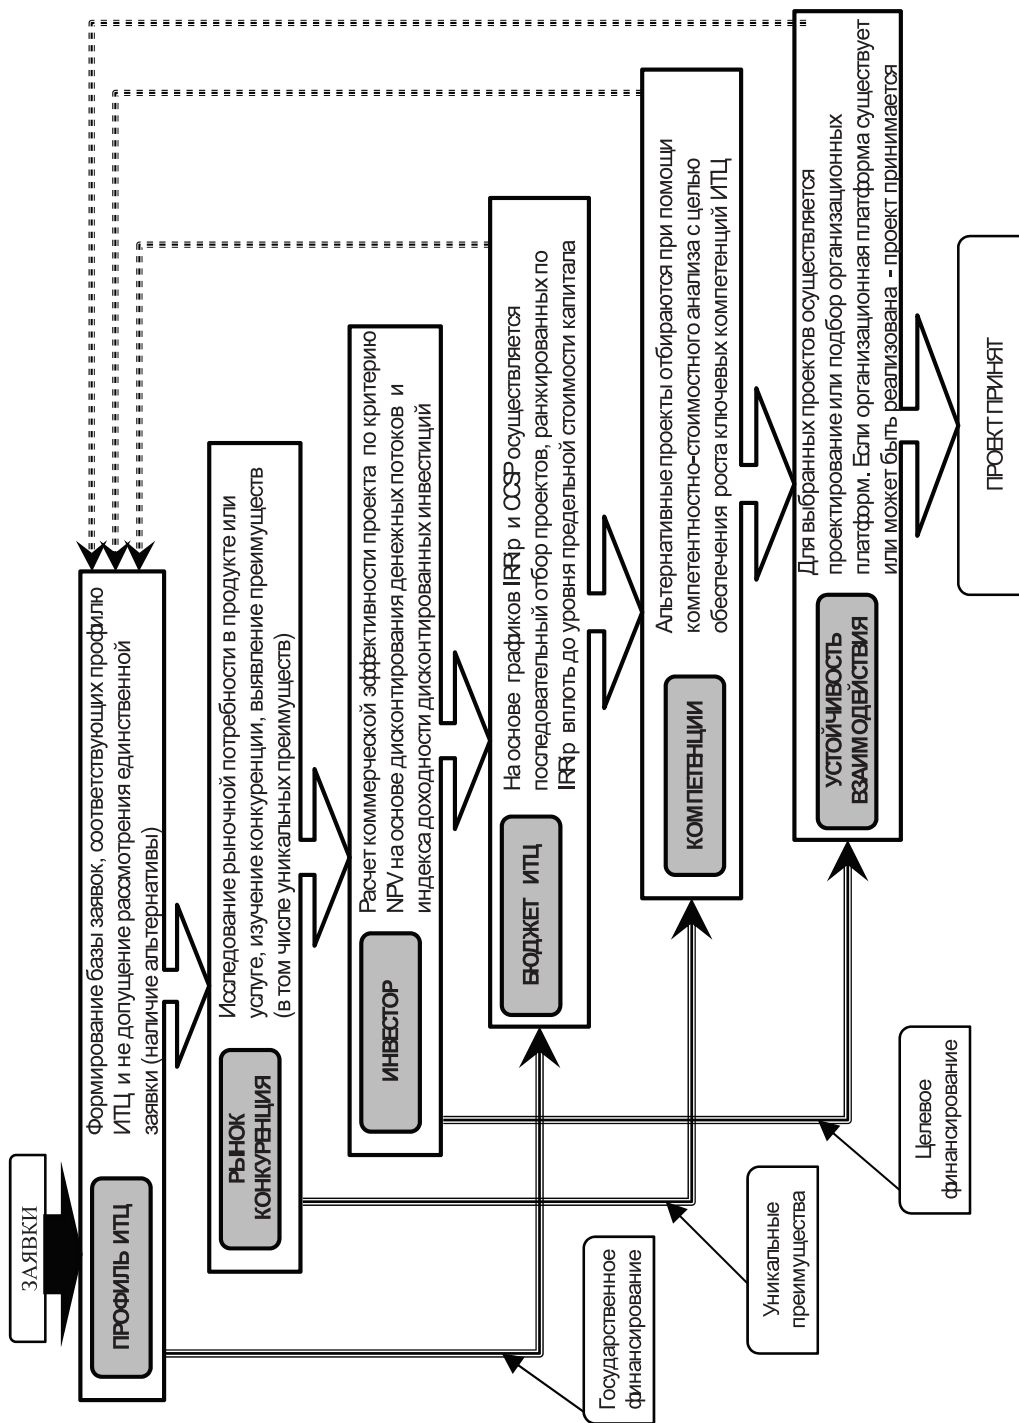 ЗАЯВКИ
ПРОФИЛЬ ИТЦ
Формирование базы заявок, соответствующих профилю
ИТЦ и не допущение рассмотрения единственной
заявки (наличие альтернативы)
РЫНОК
КОНКУРЕНЦИЯ
Исследование рыночной потребности в продукте или
услуге, изучение конкуренции, выявление преимуществ
(в том числе уникальных преимуществ)
ИНВЕСТОР
Расчет коммерческой эффективности проекта по критерию
NPV на основе дисконтирования денежных потоков и
индекса доходности дисконтированных инвестиций
БЮДЖЕТ ИТЦ
На основе графиков IRRip и CCSP осуществляется
последовательный отбор проектов, ранжированных по
IRRip вплоть до уровня предельной стоимости капитала
КОМПЕТЕНЦИИ
Альтернативные проекты отбираются при помощи
компетентностно-стоимостного анализа с целью
обеспечения роста ключевых компетенций ИТЦ
УСТОЙЧИВОСТЬ
ВЗАИМОДЕЙСТВИЯ
Для выбранных проектов осуществляется
проектирование или подбор организационных
платформ. Если организационная платформа существует
или может быть реализована - проект принимается
Государственное
финансирование
Уникальные
преимущества
Целевое
финансирование
ПРОЕКТ ПРИНЯТ